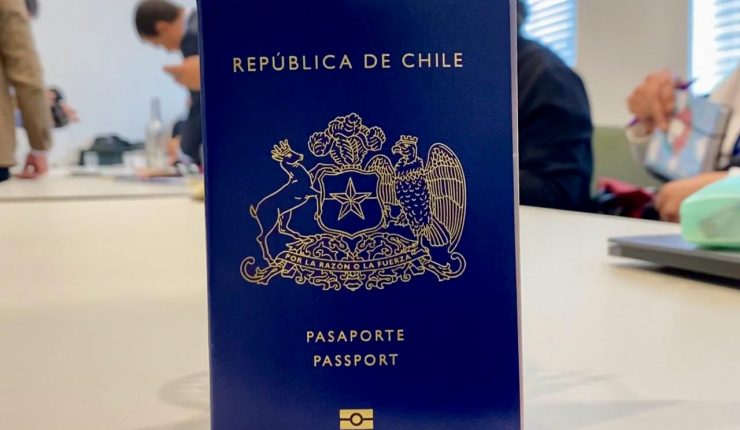 REPÚBLICA DE CHILE
POR LA RAZÓN O LA FUERZA
PASAPORTE
PASSPORT